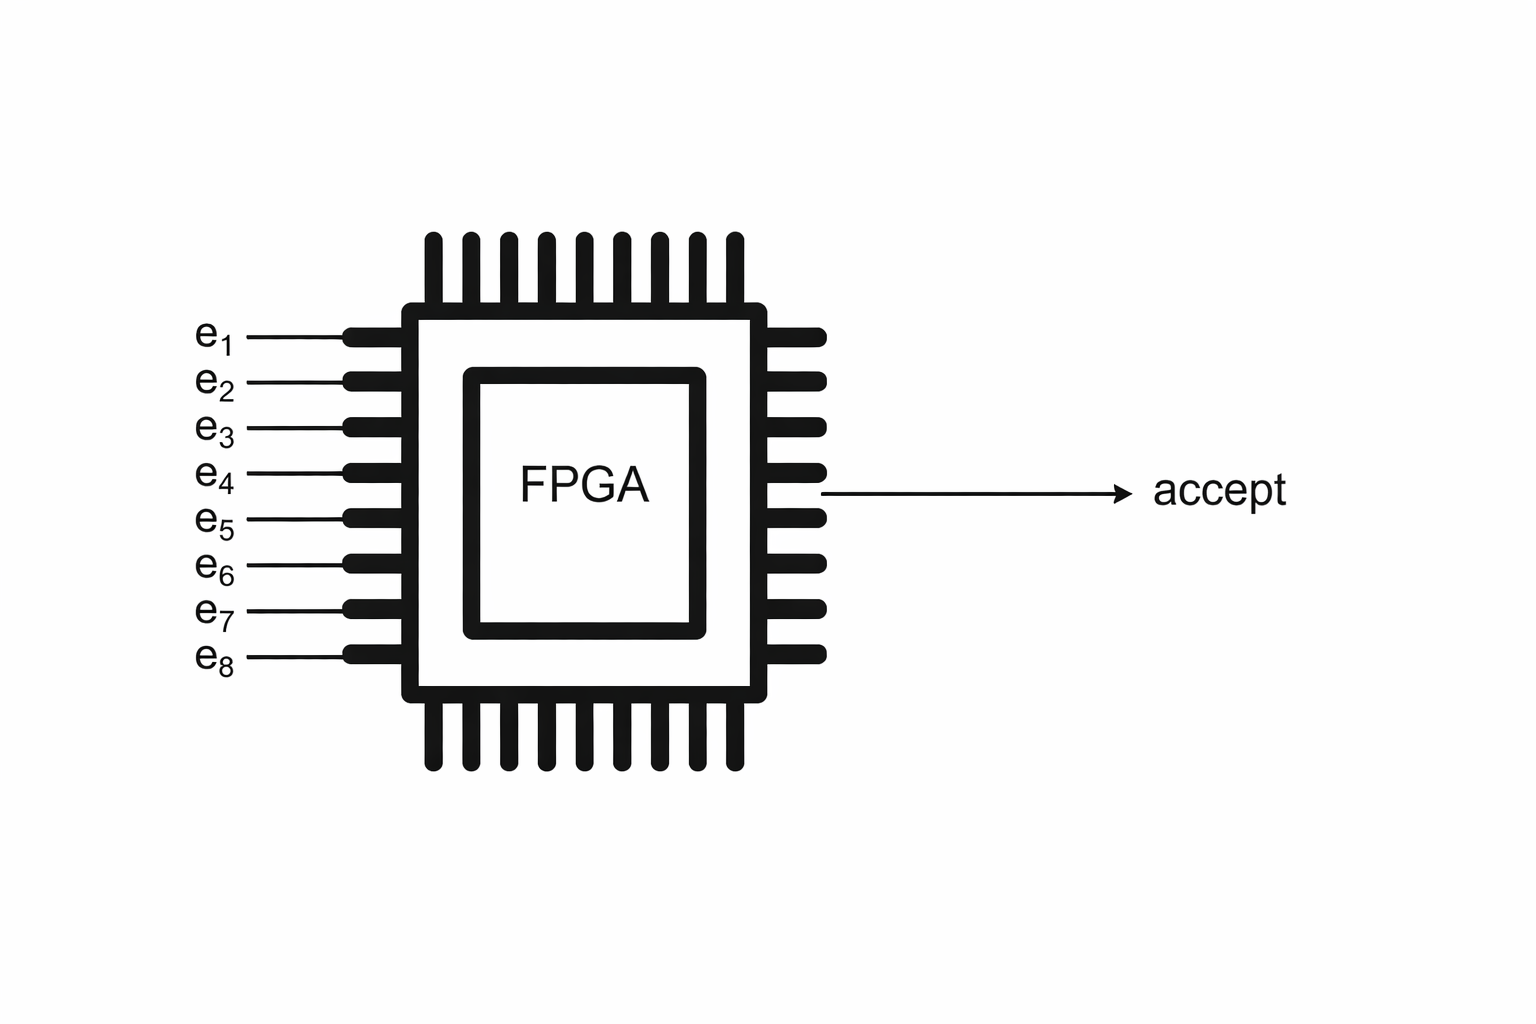 e₁
e₂
e₃
e₄
e₅
e₆
e₇
e₈
FPGA
accept